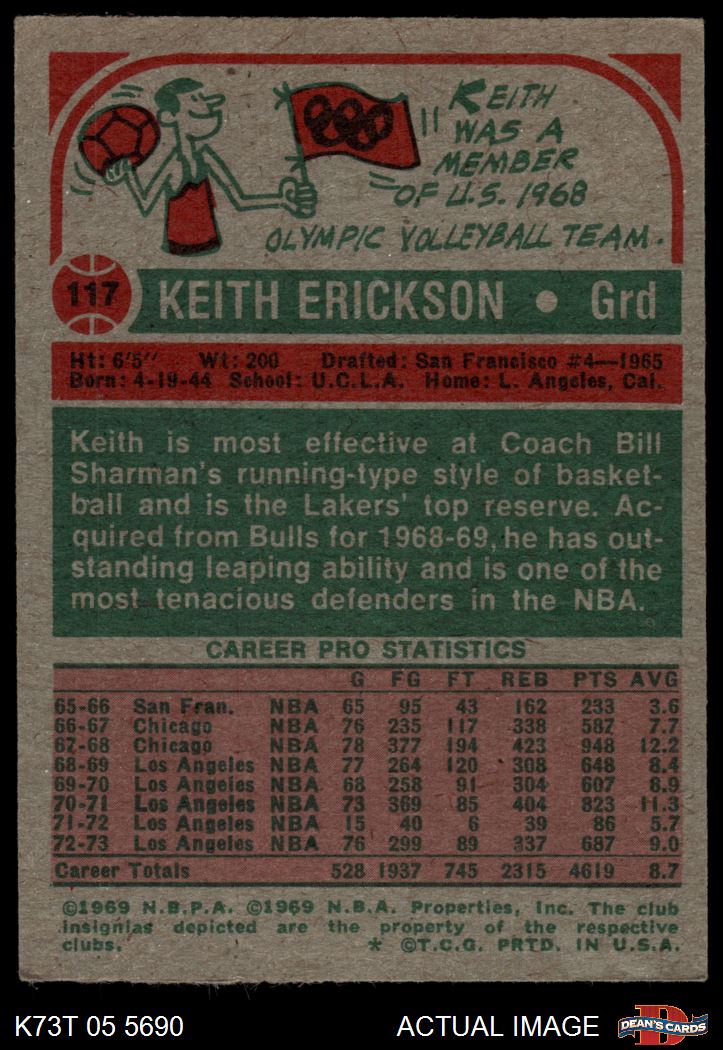 KEITH
WAS A
MEMBER
OF U.S. 1968
OLYMPIC VOLLEYBALL TEAM.
117 KEITH ERICKSON • Grd
Ht: 6'5" Wt: 200 Drafted: San Francisco #4—1965
Born: 4-19-44 School: U.C.L.A. Home: L. Angeles, Cal.
Keith is most effective at Coach Bill
Sharman's running-type style of basket-
ball and is the Lakers' top reserve. Ac-
quired from Bulls for 1968-69, he has out-
standing leaping ability and is one of the
most tenacious defenders in the NBA.
CAREER PRO STATISTICS
G FG FT REB PTS AVG
65-66 San Fran. NBA 65 95 43 162 233 3.6
66-67 Chicago NBA 76 235 117 338 587 7.7
67-68 Chicago NBA 78 377 194 423 948 12.2
68-69 Los Angeles NBA 77 264 120 308 648 8.4
69-70 Los Angeles NBA 68 258 91 304 607 8.9
70-71 Los Angeles NBA 73 369 85 404 823 11.3
71-72 Los Angeles NBA 15 40 6 39 86 5.7
72-73 Los Angeles NBA 76 299 89 337 687 9.0
Career Totals 528 1937 745 2315 4619 8.7
©1969 N.B.P.A. ©1969 N.B.A. Properties, Inc. The club
insignias depicted are the property of the respective
clubs. * ©T.C.G. PRTD. IN U.S.A.
K73T 05 5690 ACTUAL IMAGE DEAN'S CARDS